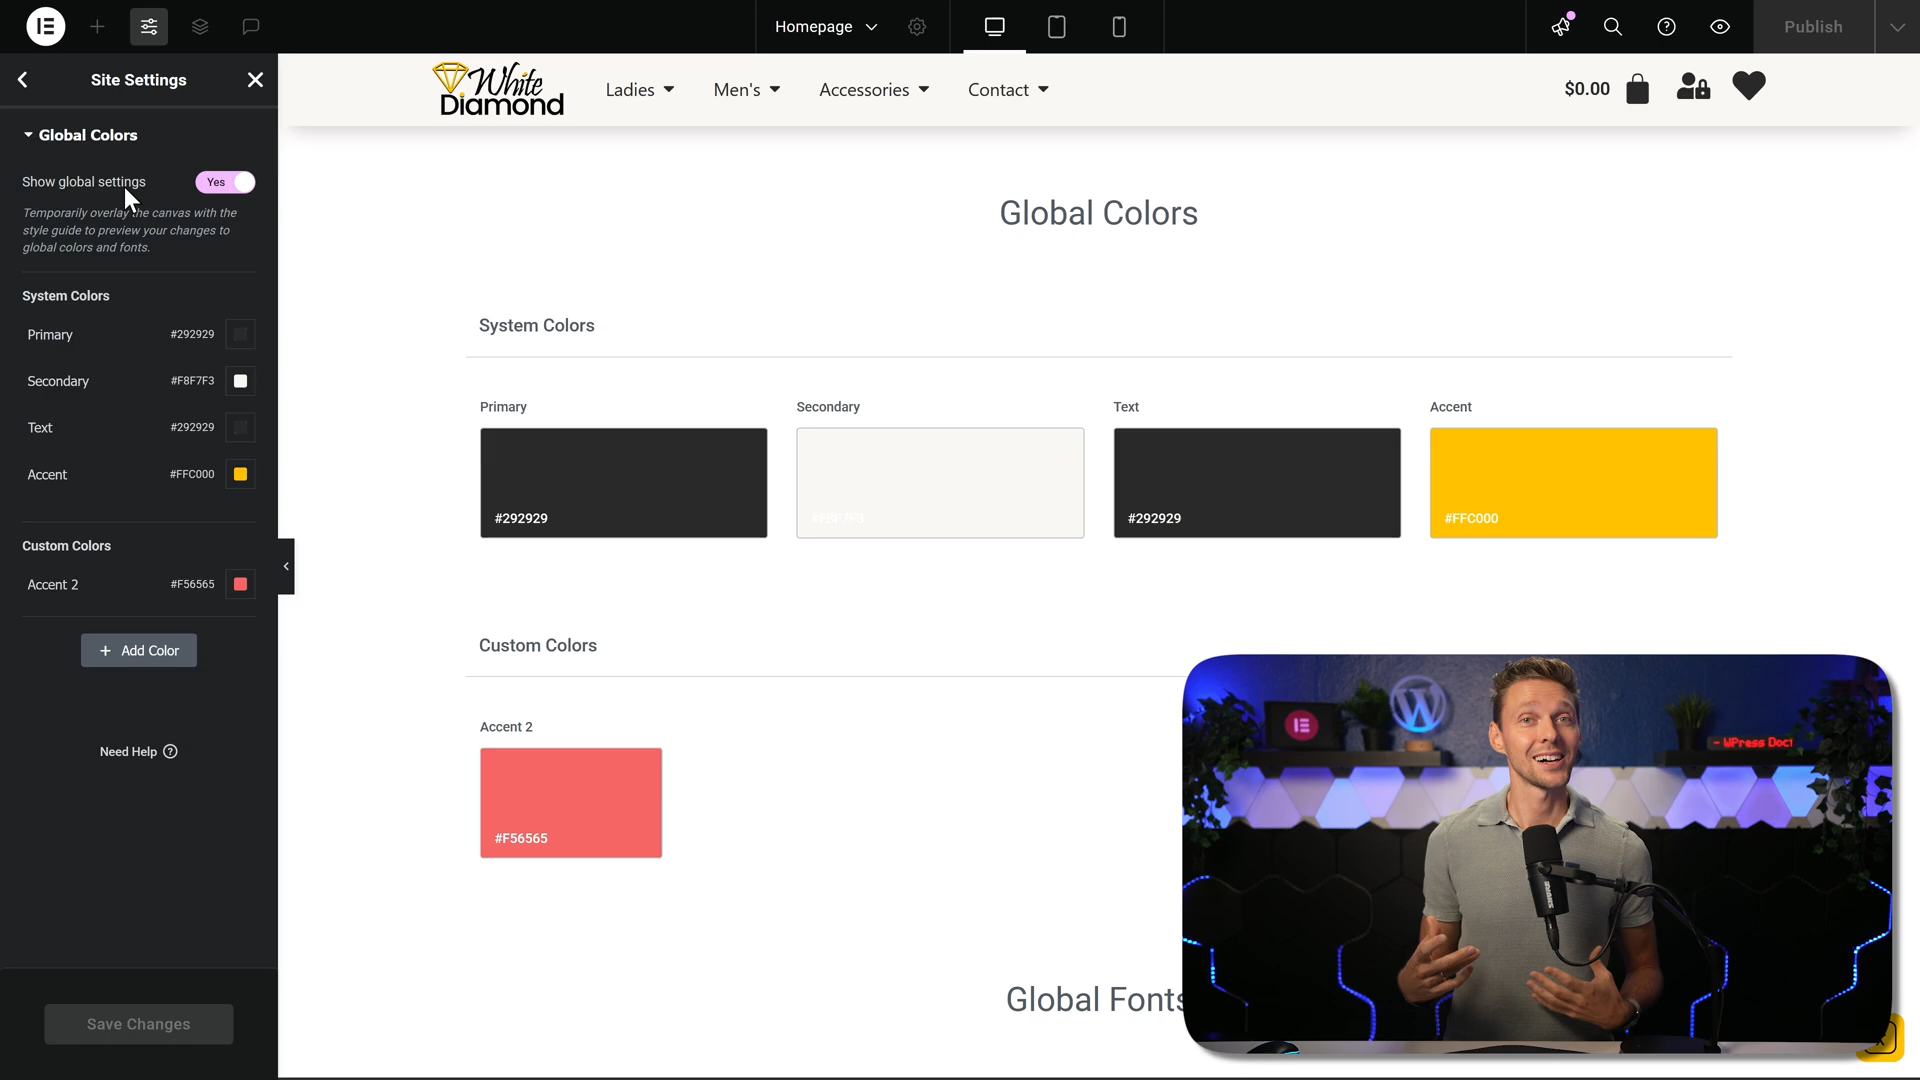 Homepage
Publish
Site Settings
White
Diamond
Ladies
Men's
Accessories
Contact
$0.00
Global Colors
Show global settings
Yes
Temporarily overlay the canvas with the
style guide to preview your changes to
global colors and fonts.
System Colors
Primary #292929
Secondary #F8F7F3
Text #292929
Accent #FFC000
Custom Colors
Accent 2 #F56565
+ Add Color
Need Help
Save Changes
Global Colors
System Colors
Primary
Secondary
Text
Accent
#292929
#F8F7F3
#292929
#FFC000
Custom Colors
Accent 2
#F56565
Global Fonts
- WPress Doct